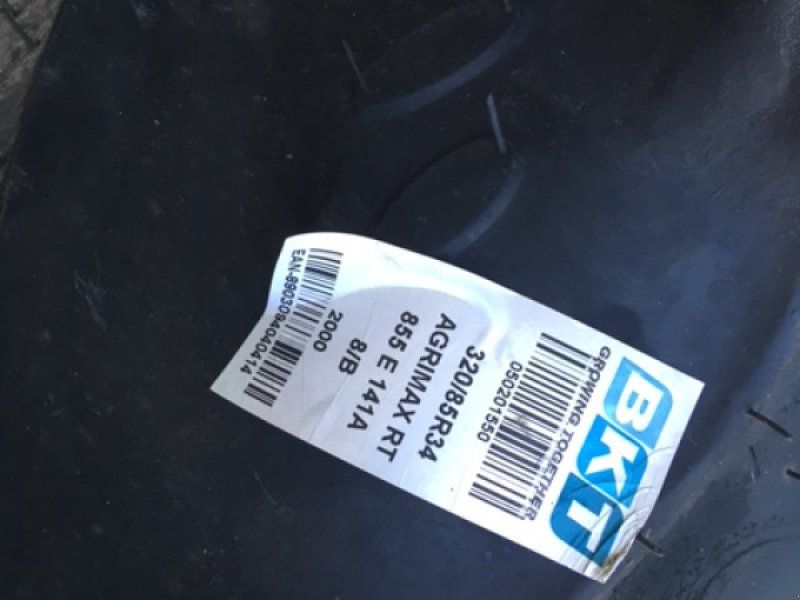 BKT
GROWING TOGETHER
050201550
320/85R34
AGRIMAX RT
855 E 141A
8/B
2000
EAN-8903094040414